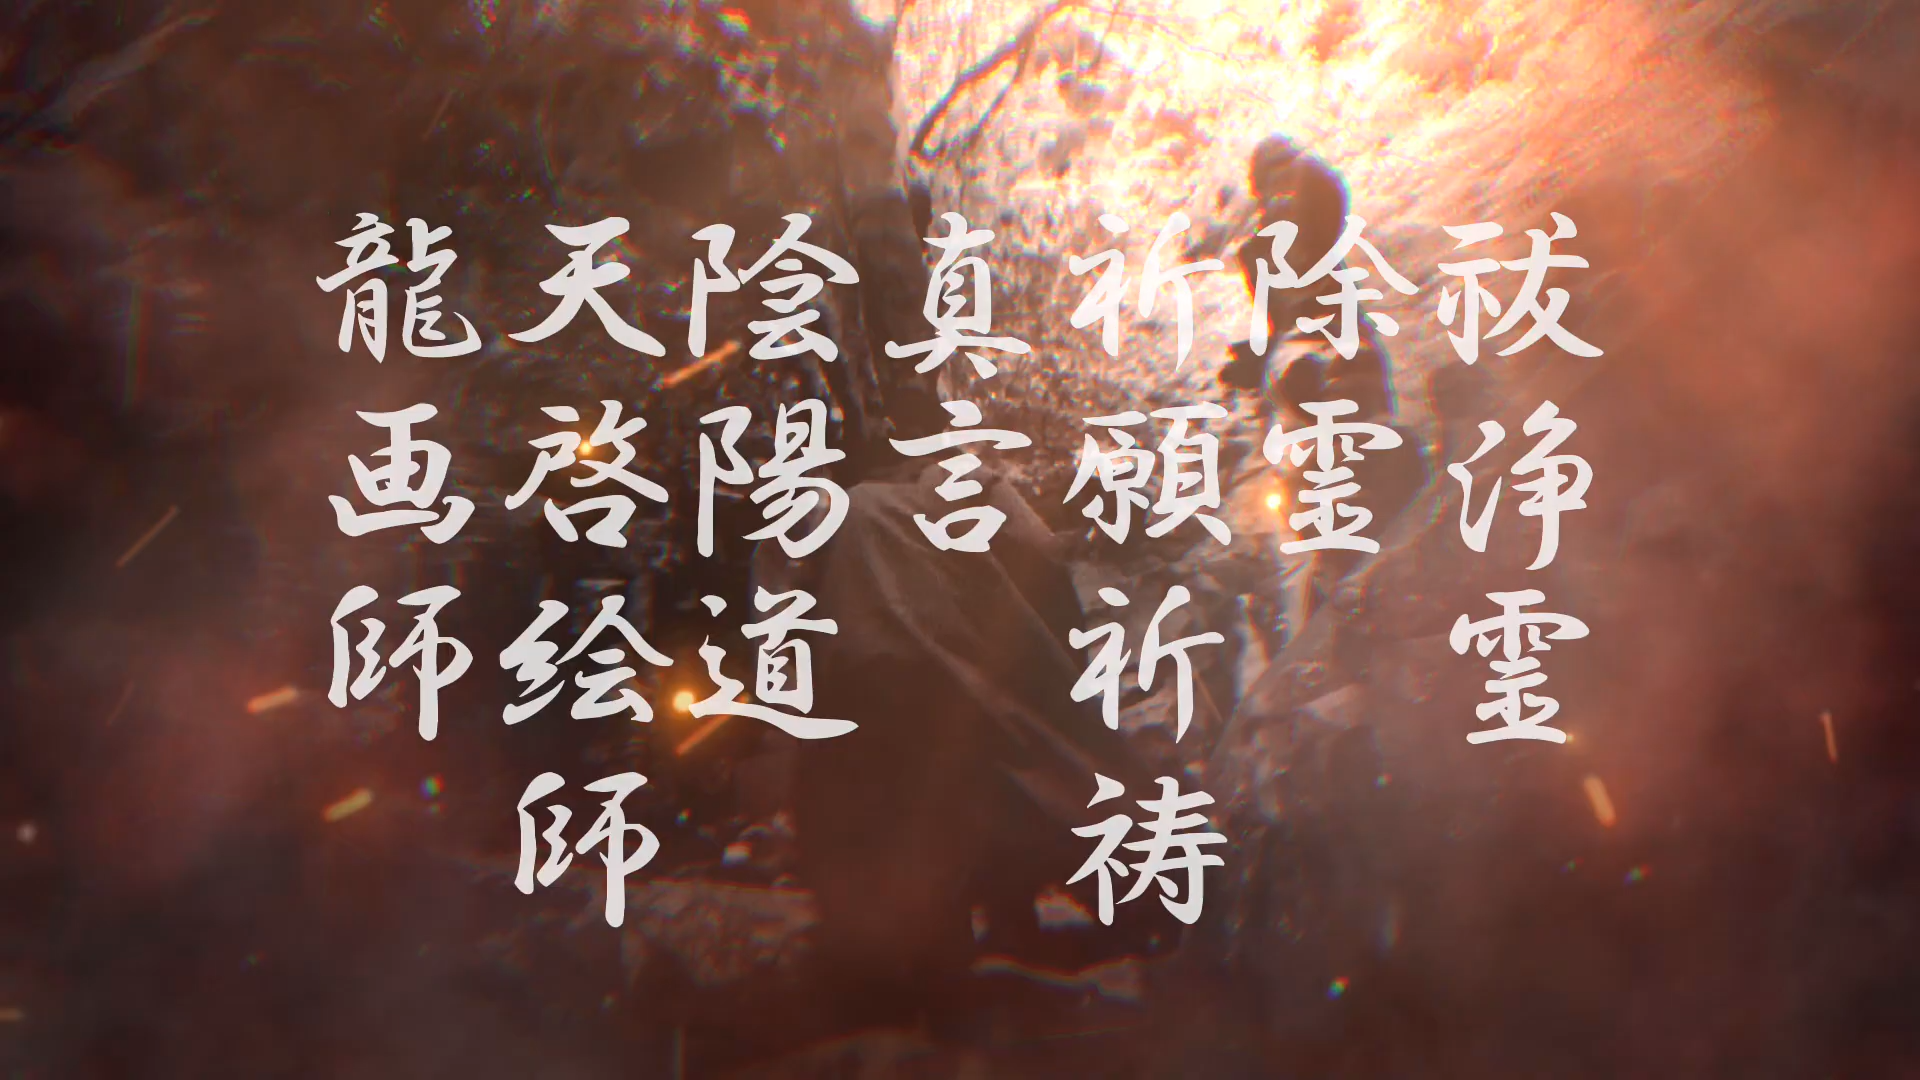 祓浄霊
除霊
祈願祈祷
真言
陰陽道
天啓絵師
龍画師